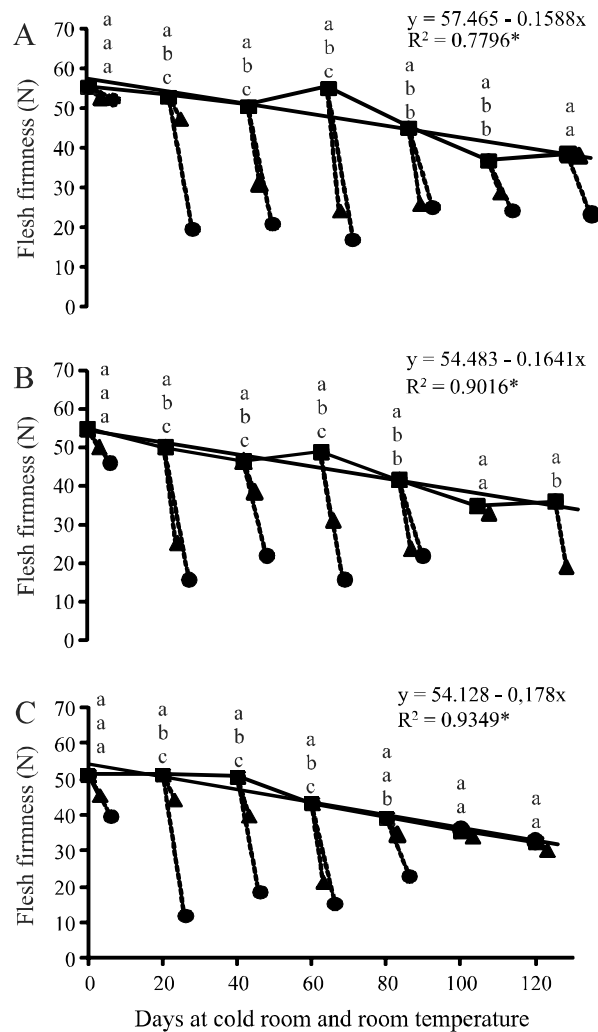 A
y = 57.465 - 0.1588x
R² = 0.7796*
Flesh firmness (N)
70
60
50
40
30
20
10
0
a
a
a
a
b
c
a
b
c
a
b
c
a
b
b
a
b
b
a
a
B
y = 54.483 - 0.1641x
R² = 0.9016*
Flesh firmness (N)
70
60
50
40
30
20
10
0
a
a
a
a
b
c
a
b
c
a
b
c
a
b
b
a
a
a
b
C
y = 54.128 - 0,178x
R² = 0.9349*
Flesh firmness (N)
70
60
50
40
30
20
10
0
a
a
a
a
b
c
a
b
c
a
b
c
a
a
b
a
a
a
a
0 20 40 60 80 100 120
Days at cold room and room temperature